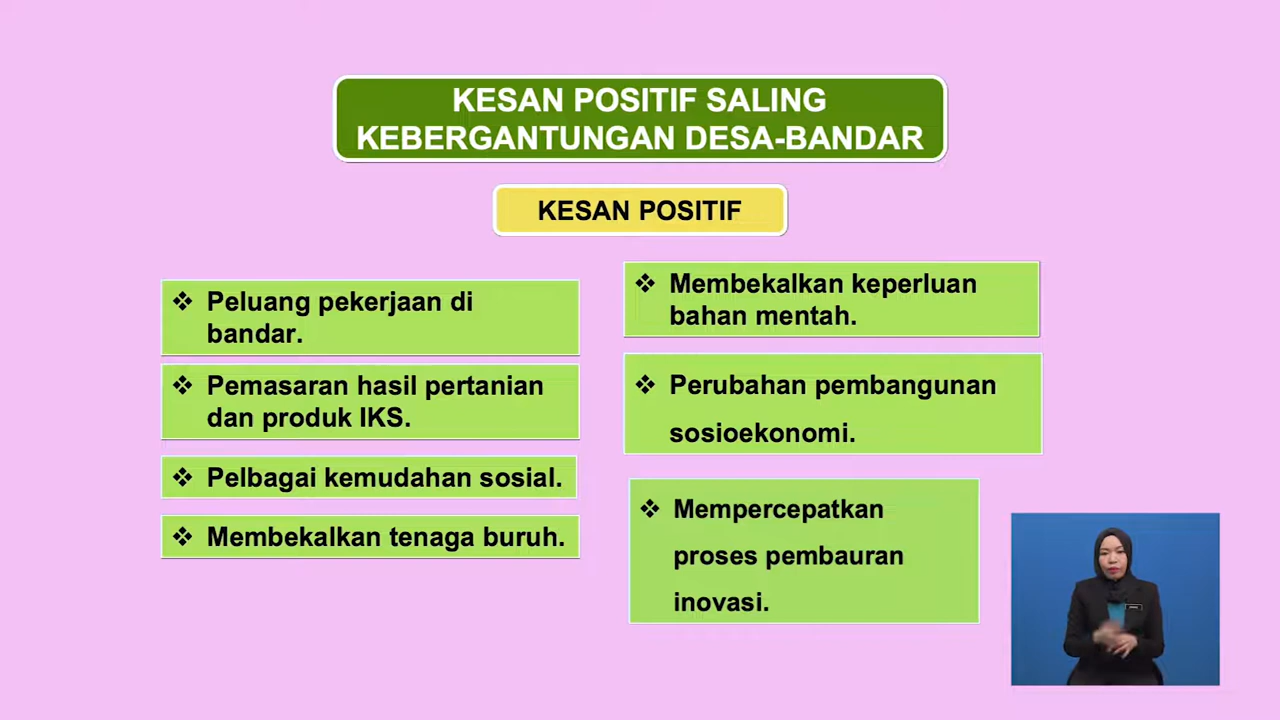 KESAN POSITIF SALING
KEBERGANTUNGAN DESA-BANDAR
KESAN POSITIF
❖ Peluang pekerjaan di
bandar.
❖ Pemasaran hasil pertanian
dan produk IKS.
❖ Pelbagai kemudahan sosial.
❖ Membekalkan tenaga buruh.
❖ Membekalkan keperluan
bahan mentah.
❖ Perubahan pembangunan
sosioekonomi.
❖ Mempercepatkan
proses pembauran
inovasi.